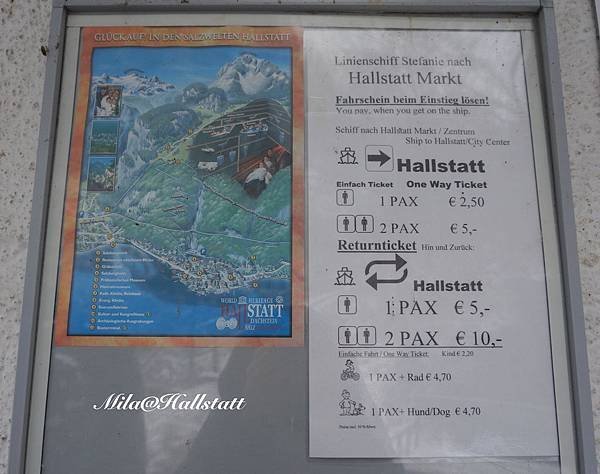 GLÜCK AUF IN DEN SALZWELTEN HALLSTATT
WORLD HERITAGE
HALLSTATT
DACHSTEIN
Mila@Hallstatt
Linienschiff Stefanie nach
Hallstatt Markt
Fahrschein beim Einstieg lösen!
You pay, when you get on the ship.
Schiff nach Hallstatt Markt / Zentrum
Ship to Hallstatt/City Center
Hallstatt
Einfach Ticket One Way Ticket
1 PAX € 2,50
2 PAX € 5,-
Returnticket Hin und Zurück:
Hallstatt
1 PAX € 5,-
2 PAX € 10,-
Einfache Fahrt / One Way Ticket: Kind € 2,20
1 PAX + Rad € 4,70
1 PAX+ Hund/Dog € 4,70